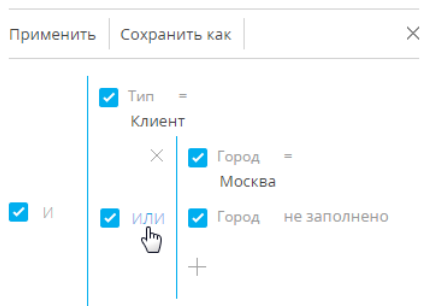 Применить Сохранить как
Тип =
Клиент
Город =
Москва
И ИЛИ Город не заполнено